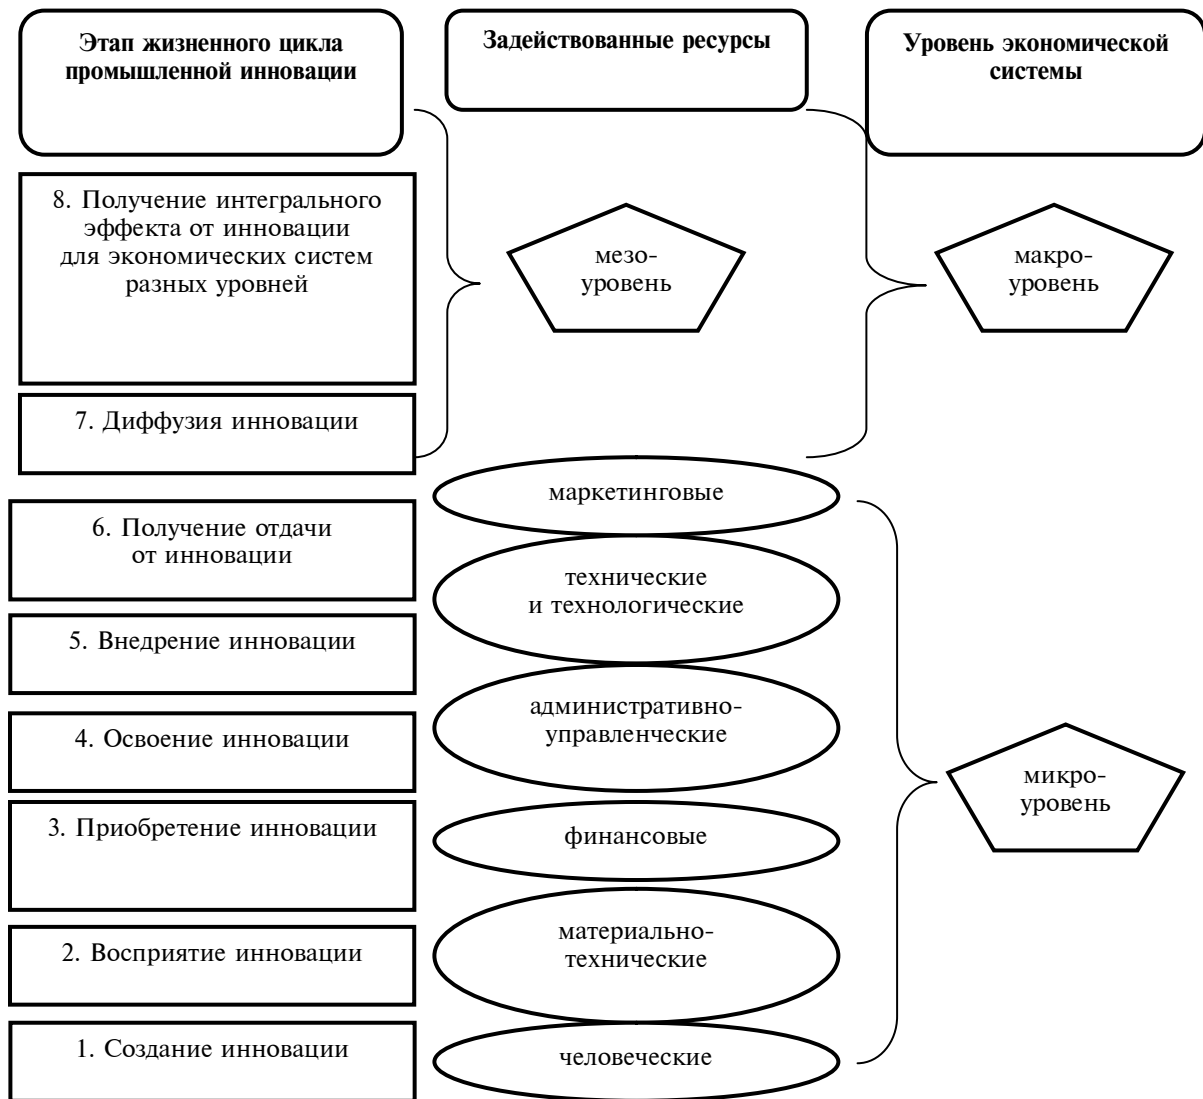 Этап жизненного цикла
промышленной инновации
Задействованные ресурсы
Уровень экономической
системы
8. Получение интегрального
эффекта от инновации
для экономических систем
разных уровней
мезо-
уровень
макро-
уровень
7. Диффузия инновации
маркетинговые
6. Получение отдачи
от инновации
технические
и технологические
5. Внедрение инновации
административно-
управленческие
4. Освоение инновации
микро-
уровень
3. Приобретение инновации
финансовые
материально-
технические
2. Восприятие инновации
1. Создание инновации
человеческие